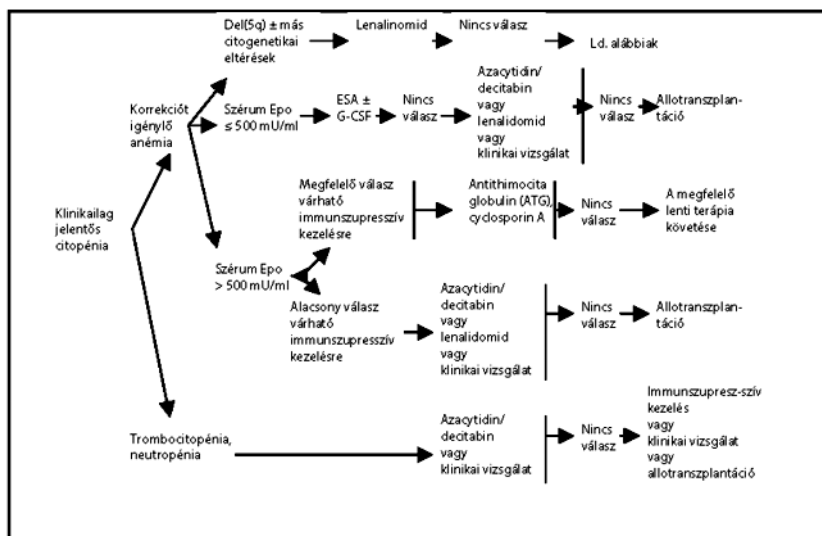 Del(5q) ± más
citogenetikai
eltérések
Lenalinomid
Nincs válasz
Ld. alábbiak
Korrekciót
igénylő
anémia
Szérum Epo
≤ 500 mU/ml
ESA ±
G-CSF
Nincs
válasz
Azacytidin/
decitabin
vagy
lenalidomid
vagy
klinikai vizsgálat
Nincs
válasz
Allotranszplan-
táció
Klinikailag
jelentős
citopénia
Szérum Epo
> 500 mU/ml
Megfelelő válasz
várható
immunszupresszív
kezelésre
Antithimocita
globulin (ATG),
cyclosporin A
Nincs
válasz
A megfelelő
lenti terápia
követése
Alacsony válasz
várható
immunszupresszív
kezelésre
Azacytidin/
decitabin
vagy
lenalidomid
vagy
klinikai vizsgálat
Nincs
válasz
Allotranszplan-
táció
Trombocitopénia,
neutropénia
Azacytidin/
decitabin
vagy
klinikai vizsgálat
Nincs
válasz
Immunszupresz-szív
kezelés
vagy
klinikai vizsgálat
vagy
allotranszplantáció